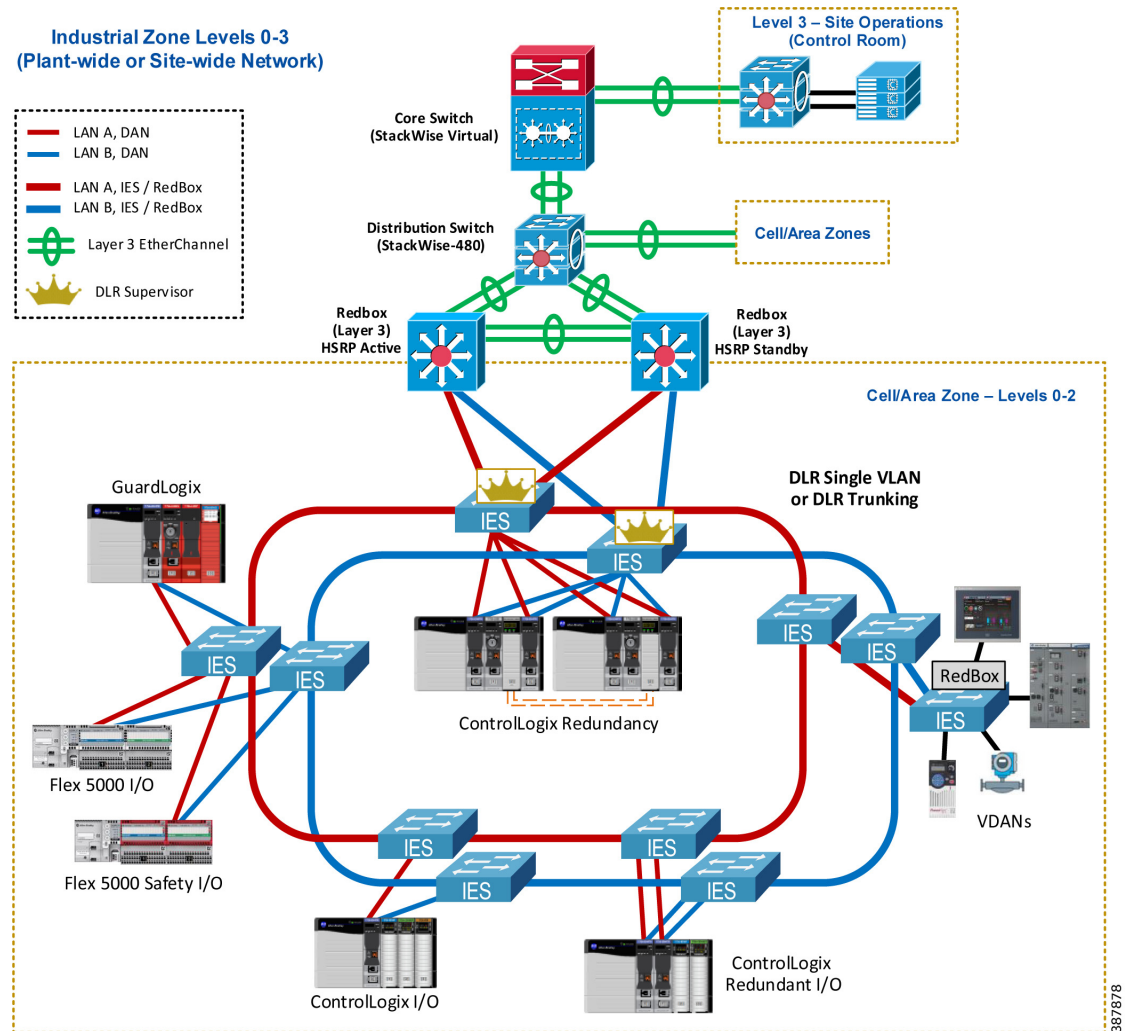 Industrial Zone Levels 0-3
(Plant-wide or Site-wide Network)
LAN A, DAN
LAN B, DAN
LAN A, IES / RedBox
LAN B, IES / RedBox
Layer 3 EtherChannel
DLR Supervisor
Level 3 – Site Operations
(Control Room)
Core Switch
(StackWise Virtual)
Distribution Switch
(StackWise-480)
Cell/Area Zones
Redbox
(Layer 3)
HSRP Active
Redbox
(Layer 3)
HSRP Standby
Cell/Area Zone – Levels 0-2
DLR Single VLAN
or DLR Trunking
GuardLogix
IES
IES
IES
IES
IES
IES
RedBox
IES
ControlLogix Redundancy
Flex 5000 I/O
VDANs
Flex 5000 Safety I/O
IES
IES
IES
IES
ControlLogix I/O
ControlLogix
Redundant I/O
387878